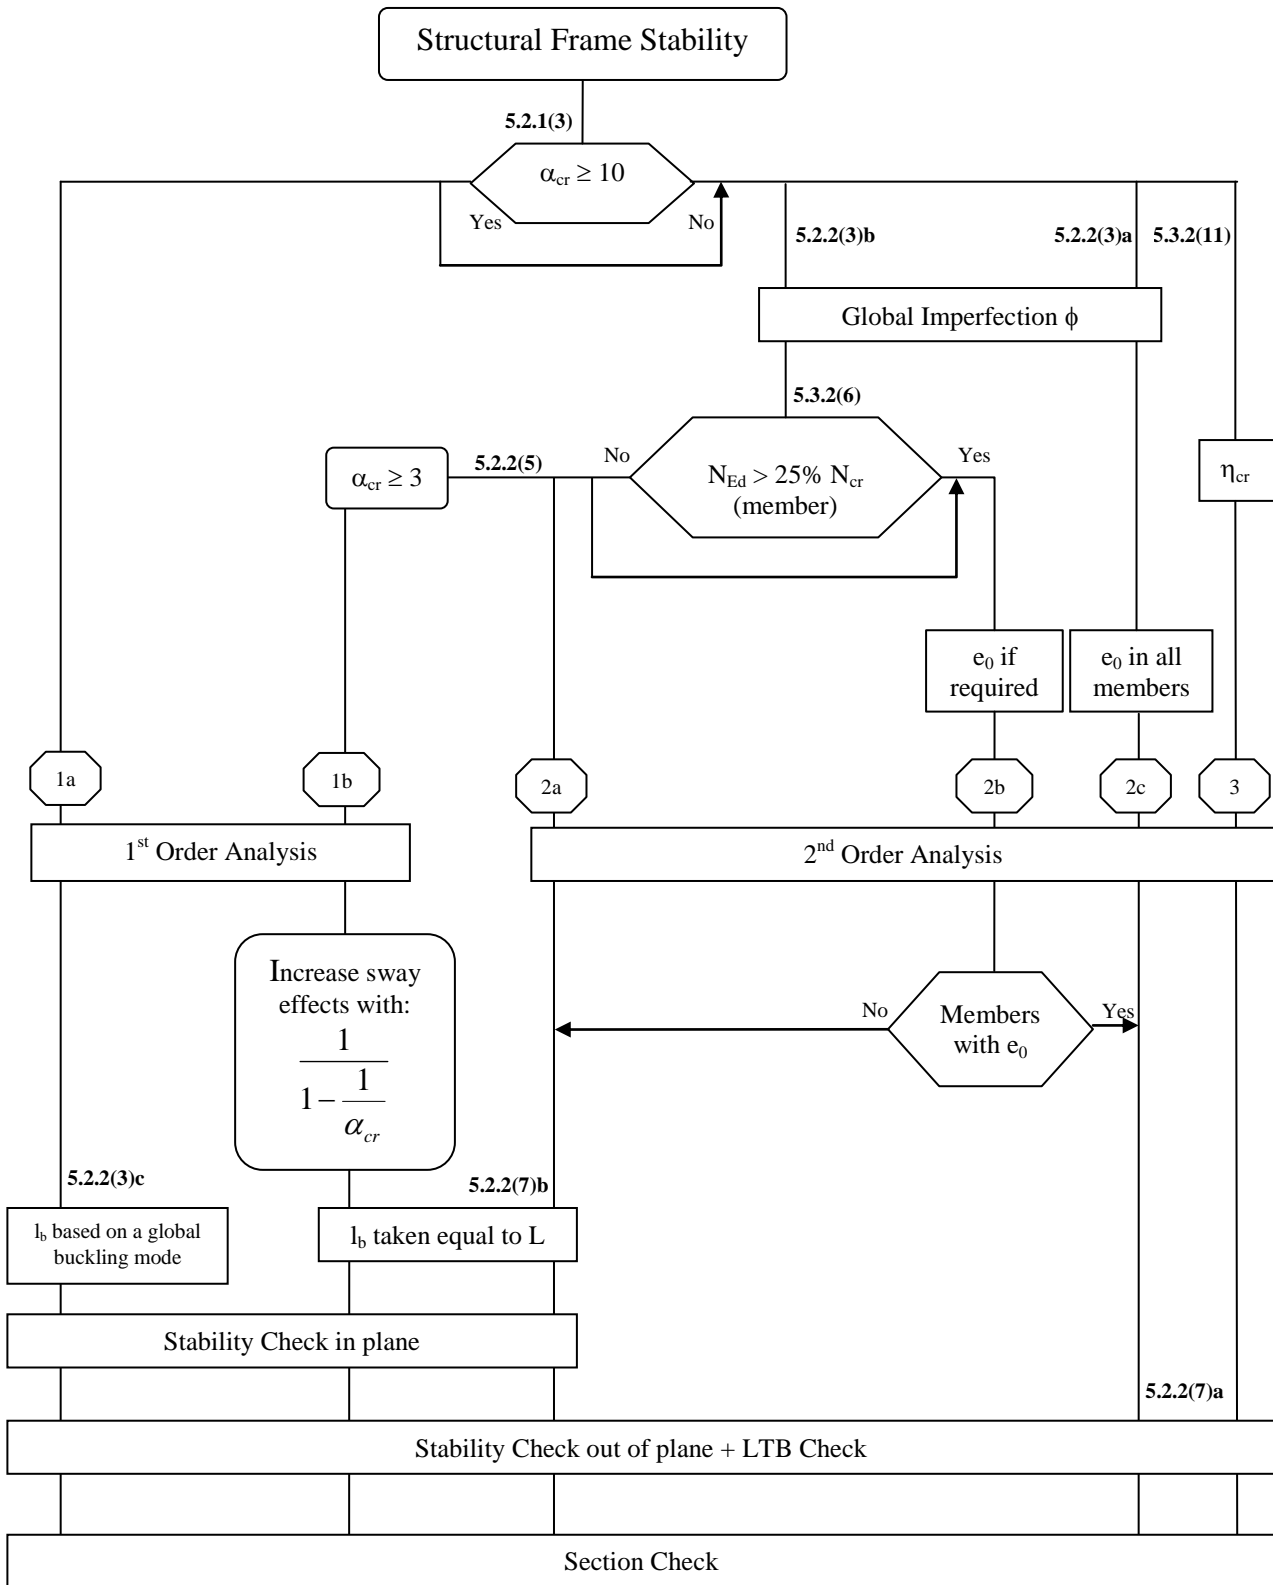 Structural Frame Stability
5.2.1(3)
αcr ≥ 10
Yes
No
5.2.2(3)b
5.2.2(3)a
5.3.2(11)
Global Imperfection ϕ
5.3.2(6)
αcr ≥ 3
5.2.2(5)
No
NEd > 25% Ncr
(member)
Yes
ηcr
e0 if
required
e0 in all
members
1a
1b
2a
2b
2c
3
1st Order Analysis
2nd Order Analysis
Increase sway
effects with:
1
1 − 1
αcr
No
Members
with e0
Yes
5.2.2(3)c
5.2.2(7)b
lb based on a global
buckling mode
lb taken equal to L
Stability Check in plane
5.2.2(7)a
Stability Check out of plane + LTB Check
Section Check